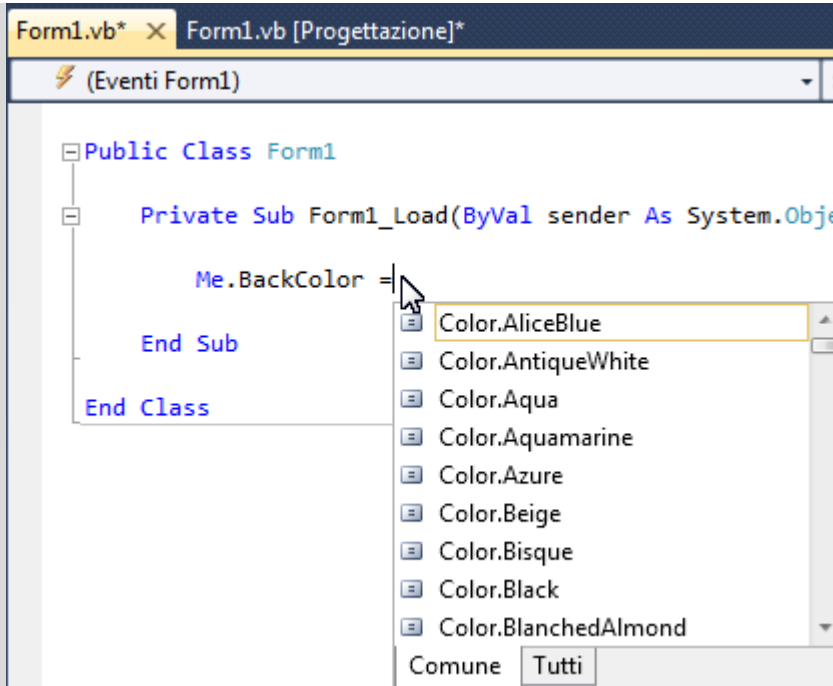 Form1.vb* Form1.vb [Progettazione]*
(Eventi Form1)
Public Class Form1
Private Sub Form1_Load(ByVal sender As System.Obje
Me.BackColor =
Color.AliceBlue
End Sub
Color.AntiqueWhite
End Class
Color.Aqua
Color.Aquamarine
Color.Azure
Color.Beige
Color.Bisque
Color.Black
Color.BlanchedAlmond
Comune Tutti